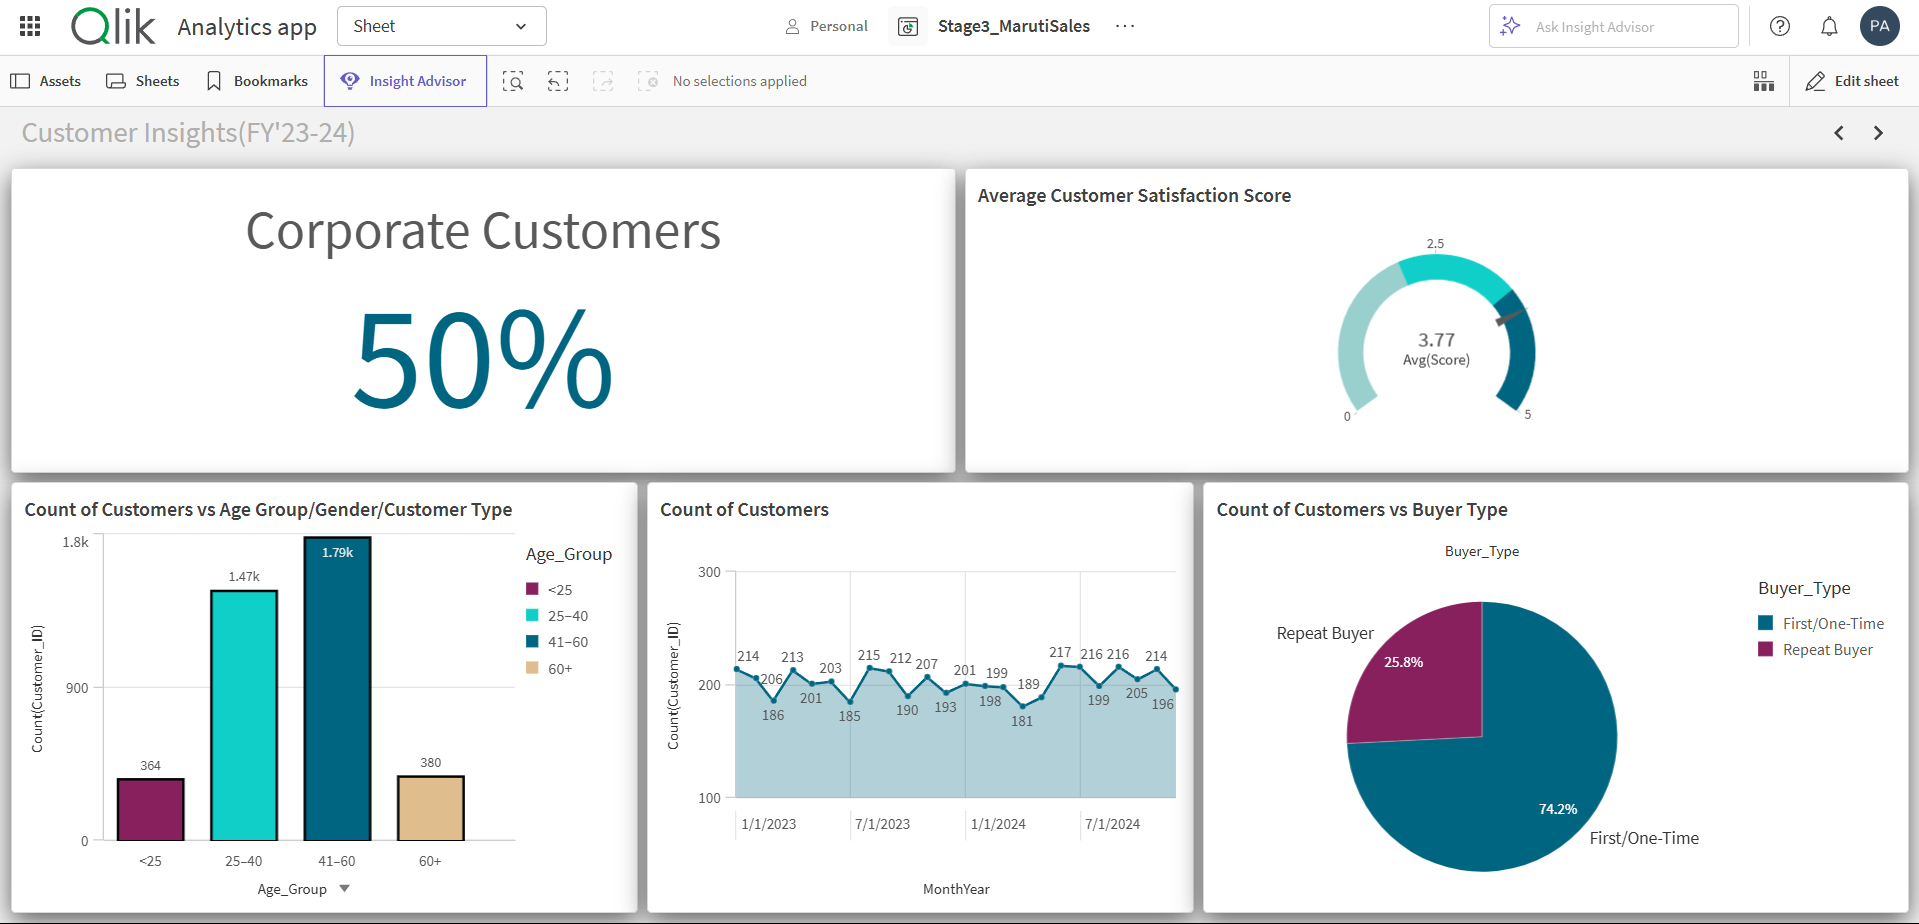 Qlik Analytics app Sheet Personal Stage3_MarutiSales ··· Ask Insight Advisor PA
Assets Sheets Bookmarks Insight Advisor No selections applied Edit sheet
Customer Insights(FY'23-24)
Corporate Customers
50%
Average Customer Satisfaction Score
2.5
3.77
Avg(Score)
0
5
Count of Customers vs Age Group/Gender/Customer Type
Count(Customer_ID)
1.8k
900
0
364
1.47k
1.79k
380
<25
25–40
41–60
60+
Age_Group
Age_Group
<25
25–40
41–60
60+
Count of Customers
Count(Customer_ID)
300
200
100
214
206
186
213
201
203
185
215
212
190
207
193
201
198
199
181
189
217
216
199
216
205
214
196
1/1/2023
7/1/2023
1/1/2024
7/1/2024
MonthYear
Count of Customers vs Buyer Type
Buyer_Type
Repeat Buyer
25.8%
74.2%
First/One-Time
Buyer_Type
First/One-Time
Repeat Buyer